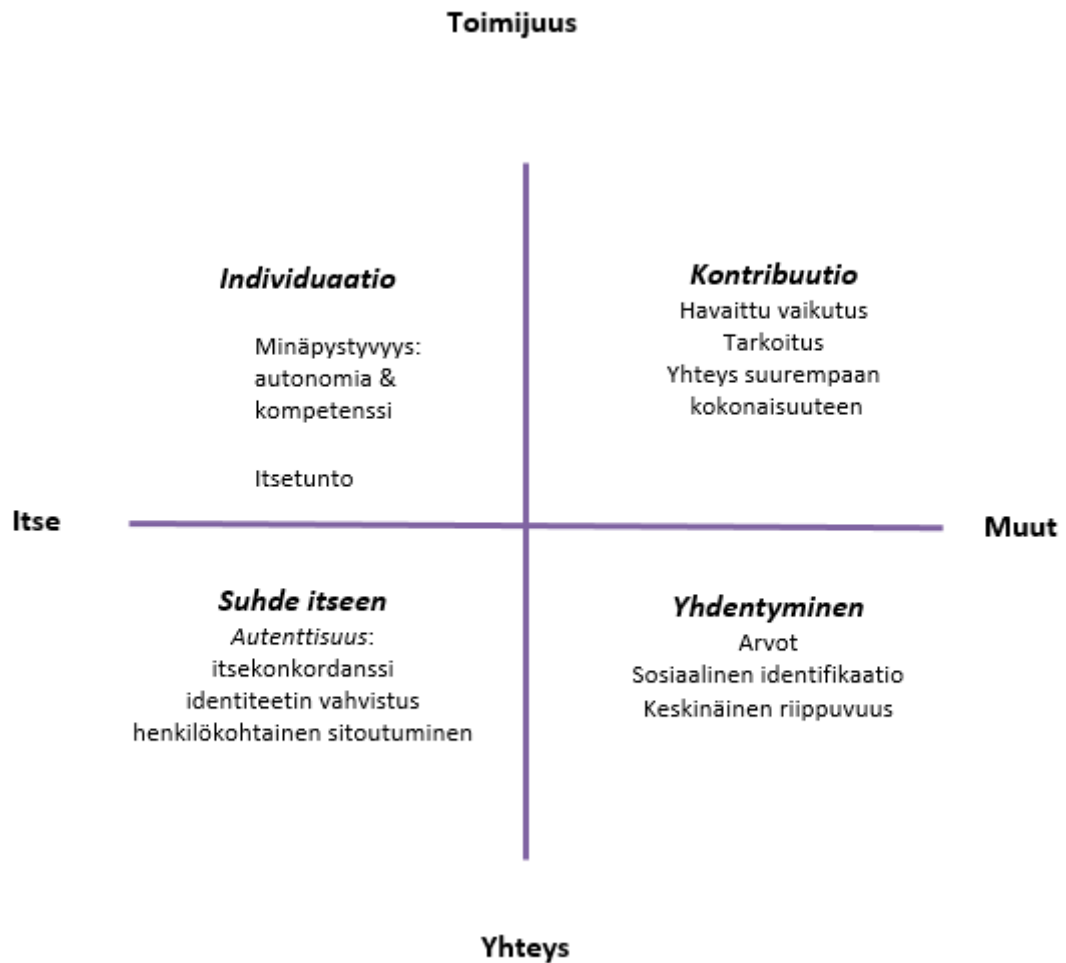 Toimijuus
Individuaatio
Minäpystyvyys:
autonomia &
kompetenssi
Itsetunto
Kontribuutio
Havaittu vaikutus
Tarkoitus
Yhteys suurempaan
kokonaisuuteen
Itse
Muut
Suhde itseen
Autenttisuus:
itsekonkordanssi
identiteetin vahvistus
henkilökohtainen sitoutuminen
Yhdentyminen
Arvot
Sosiaalinen identifikaatio
Keskinäinen riippuvuus
Yhteys